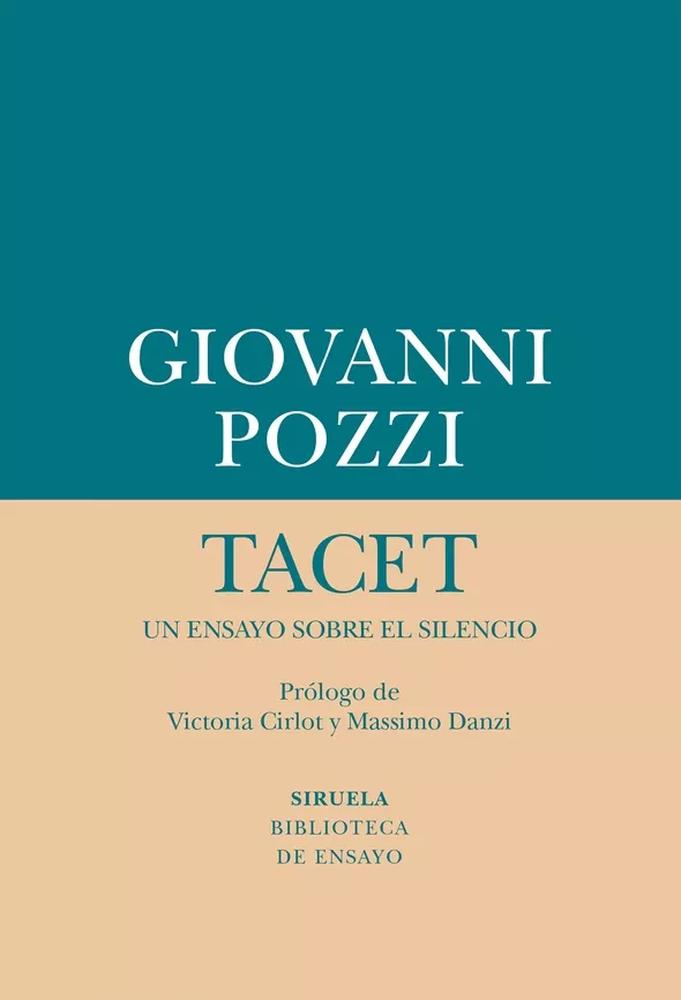 GIOVANNI
POZZI
TACET
UN ENSAYO SOBRE EL SILENCIO
Prólogo de
Victoria Cirlot y Massimo Danzi
SIRUELA
BIBLIOTECA
DE ENSAYO